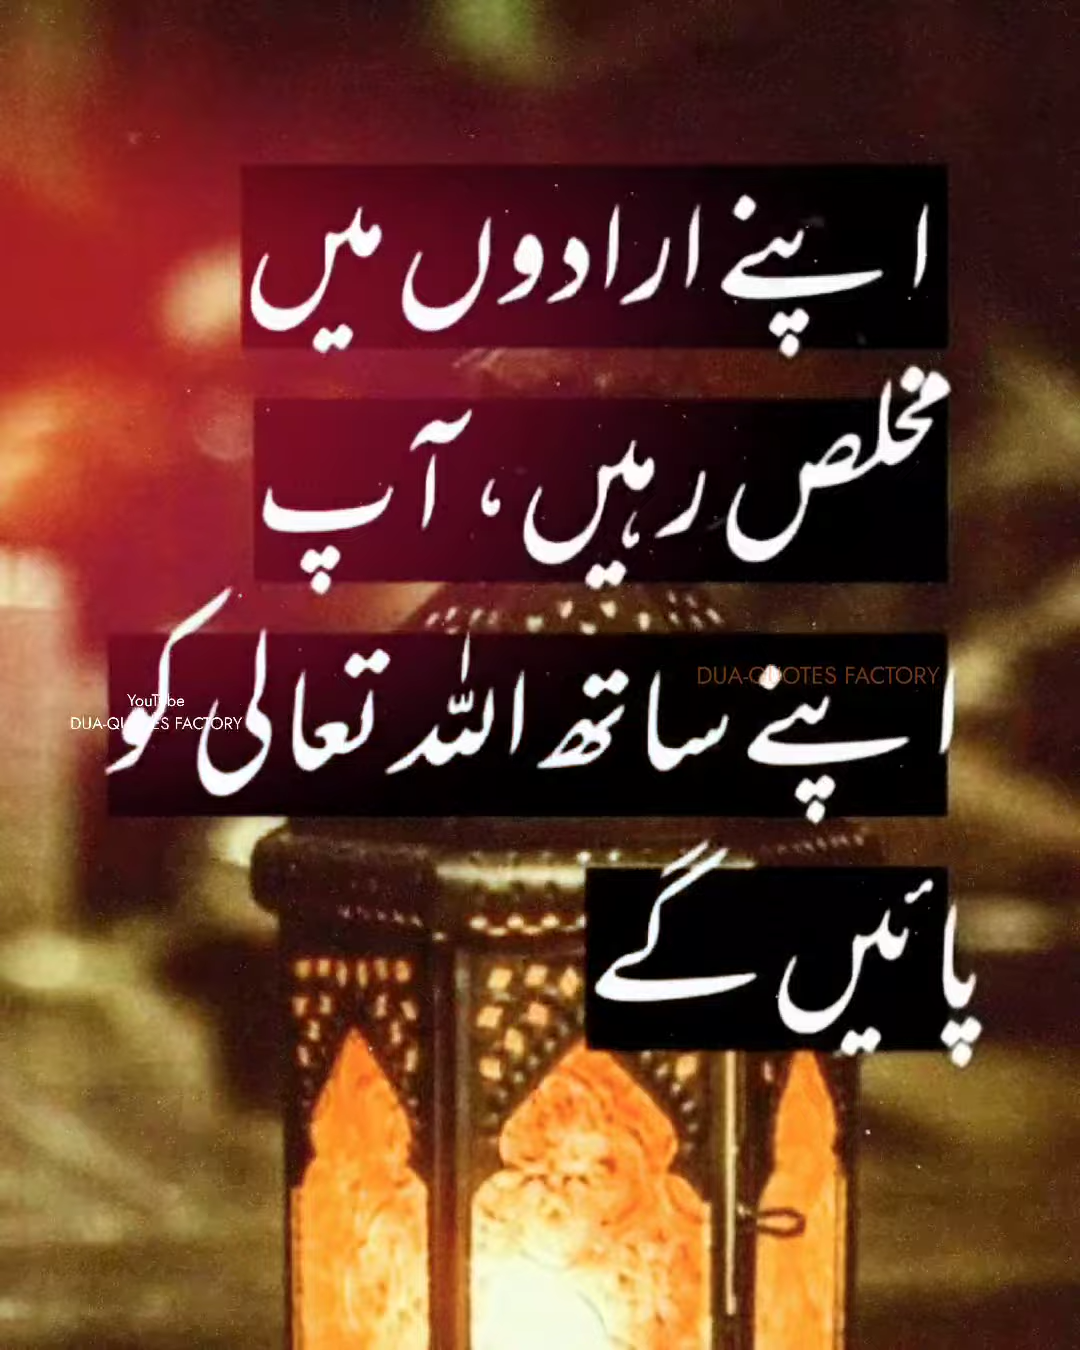 اپنے ارادوں میں
مخلص رہیں، آپ
اپنے ساتھ اللہ تعالیٰ کو
پائیں گے
DUA-QUOTES FACTORY
YouTube
DUA-QUOTES FACTORY